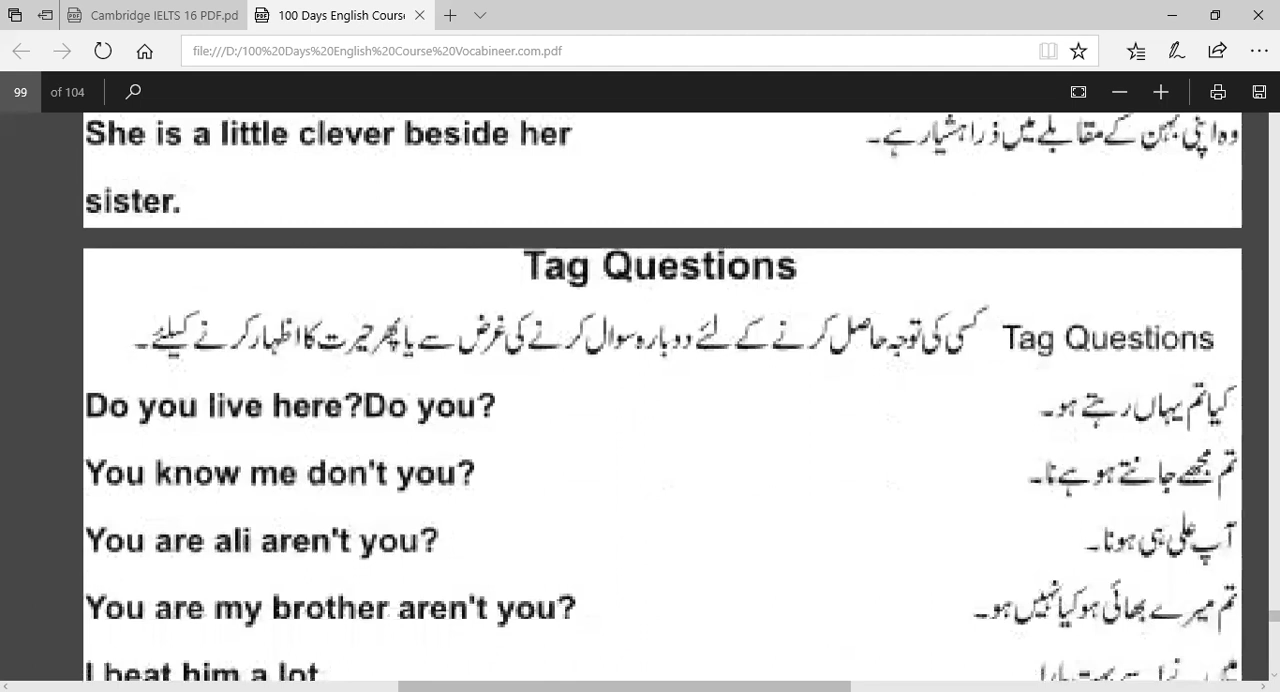 Cambridge IELTS 16 PDF.pd
100 Days English Course
file:///D:/100%20Days%20English%20Course%20Vocabineer.com.pdf
99 of 104
She is a little clever beside her وہ اپنی بہن کے مقابلے میں ذرا ہشیار ہے۔
sister.
Tag Questions
Tag Questions کسی کی توجہ حاصل کرنے کے لئے دوبارہ سوال کرنے کی غرض سے یا پھر حیرت کا اظہار کرنے کیلئے۔
Do you live here?Do you? کیا تم یہاں رہتے ہو۔
You know me don't you? تم مجھے جانتے ہو ہے نا۔
You are ali aren't you? آپ علی ہی ہو نا۔
You are my brother aren't you? تم میرے بھائی ہو کیا نہیں ہو۔
I beat him a lot